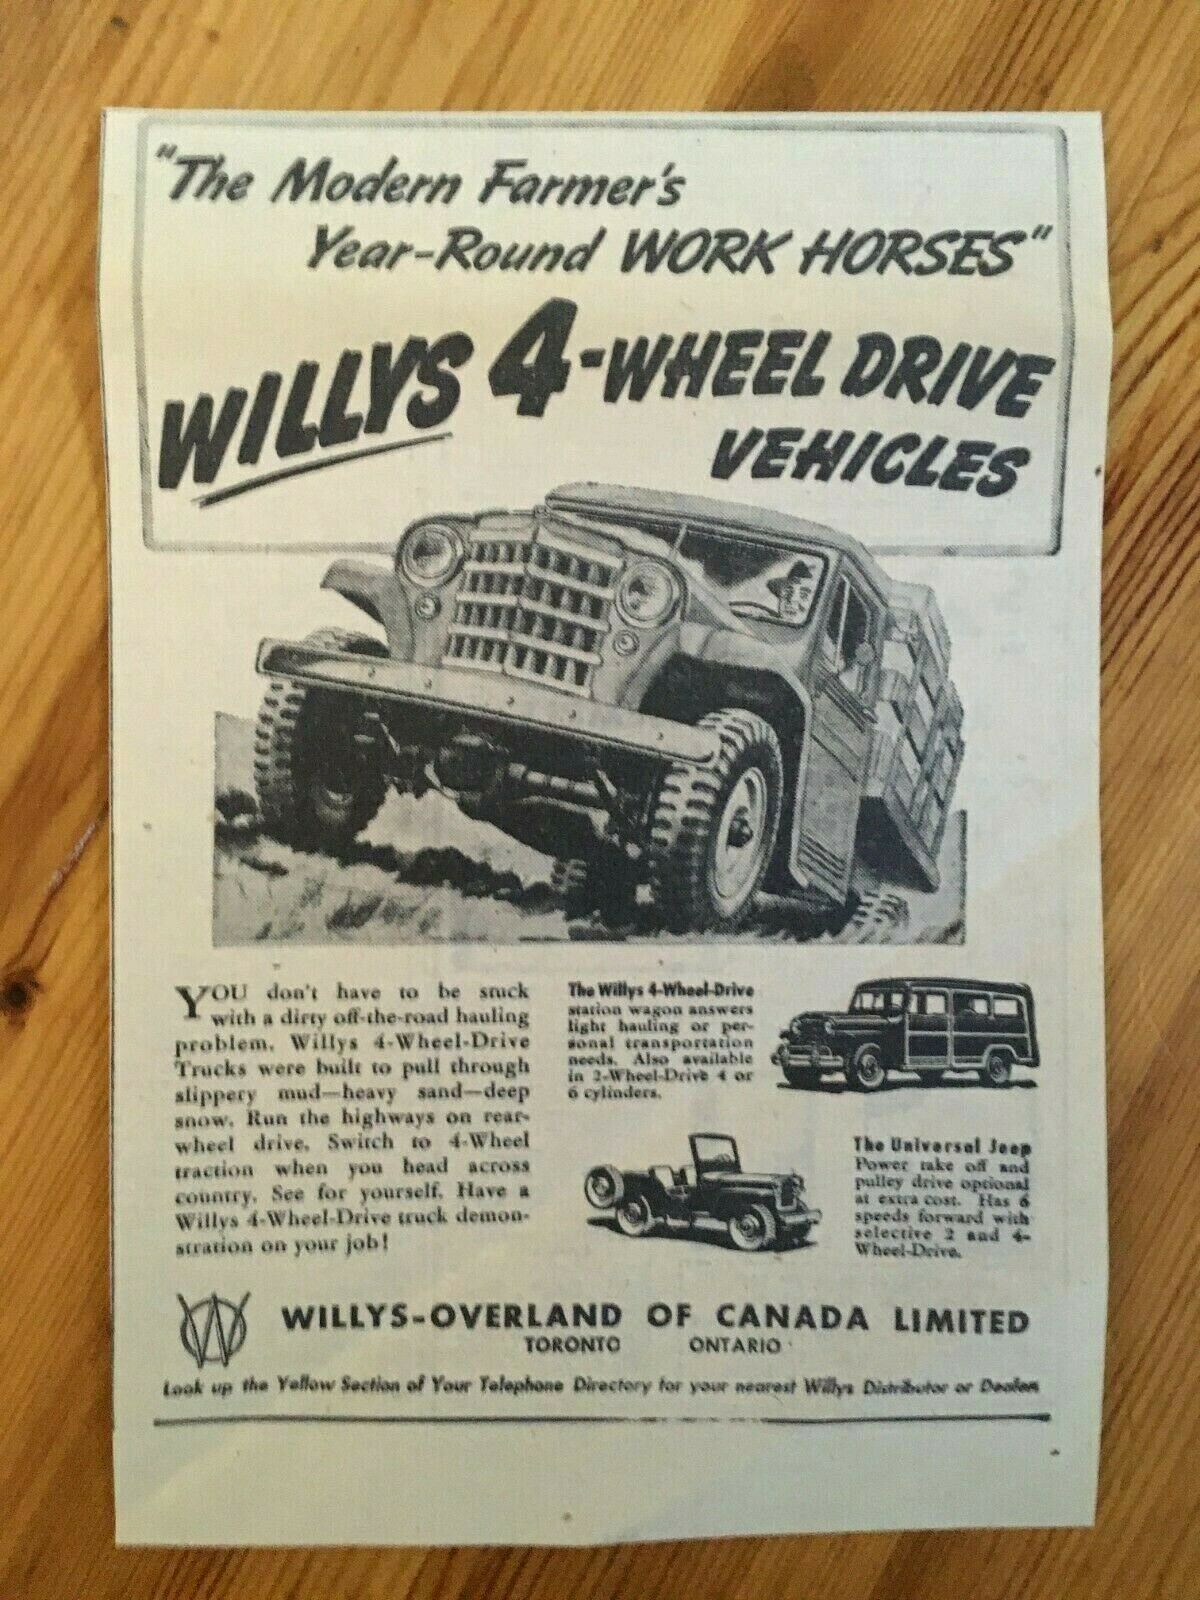 "The Modern Farmer's
Year-Round WORK HORSES"
WILLYS 4-WHEEL DRIVE
VEHICLES
YOU don't have to be stuck
with a dirty off-the-road hauling
problem. Willys 4-Wheel-Drive
Trucks were built to pull through
slippery mud—heavy sand—deep
snow. Run the highways on rear-
wheel drive. Switch to 4-Wheel
traction when you head across
country. See for yourself. Have a
Willys 4-Wheel-Drive truck demon-
stration on your job!
The Willys 4-Wheel-Drive
station wagon answers
light hauling or per-
sonal transportation
needs. Also available
in 2-Wheel-Drive 4 or
6 cylinders.
The Universal Jeep
Power take off and
pulley drive optional
at extra cost. Has 6
speeds forward with
selective 2 and 4-
Wheel-Drive.
WO
WILLYS-OVERLAND OF CANADA LIMITED
TORONTO ONTARIO
Look up the Yellow Section of Your Telephone Directory for your nearest Willys Distributor or Dealer.